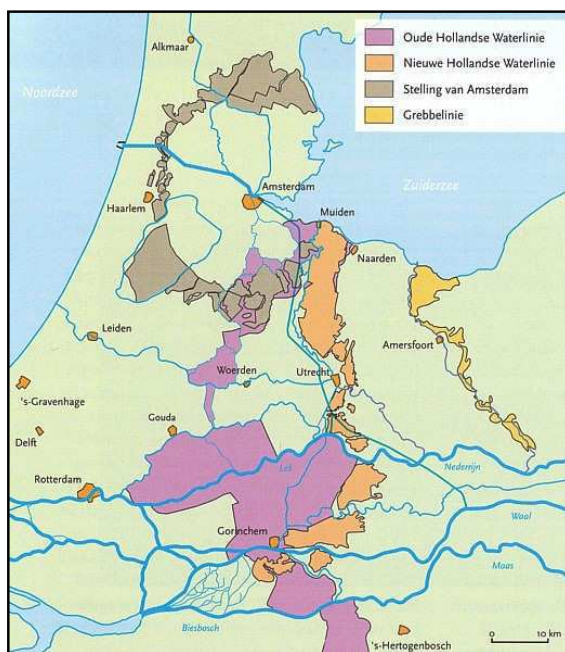 Oude Hollandse Waterlinie
Nieuwe Hollandse Waterlinie
Stelling van Amsterdam
Grebbelinie
Alkmaar
Noordzee
Zuiderzee
Amsterdam
Haarlem
Muiden
Naarden
Leiden
Amersfoort
Woerden
Utrecht
's-Gravenhage
Gouda
Delft
Lek
Nederrijn
Rotterdam
Waal
Gorinchem
Maas
Biesbosch
's-Hertogenbosch
0 10 km